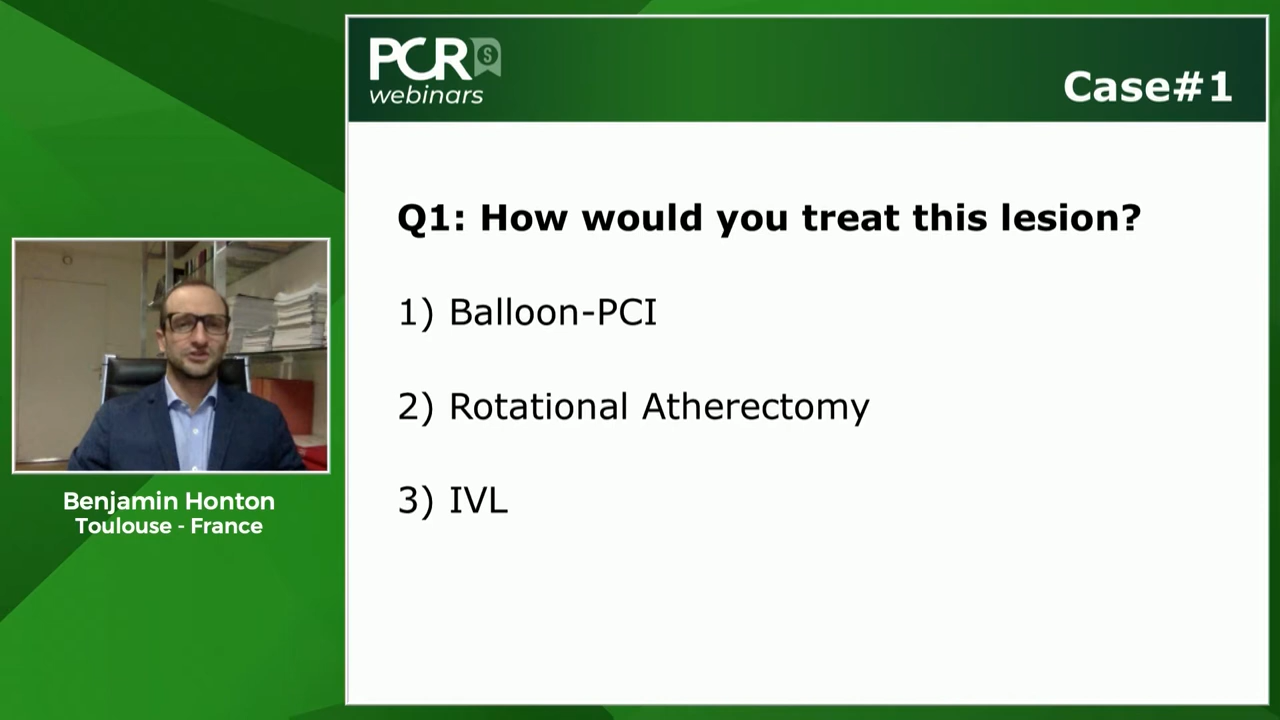 PCR
webinars
Case#1
Q1: How would you treat this lesion?
1) Balloon-PCI
2) Rotational Atherectomy
3) IVL
Benjamin Honton
Toulouse - France